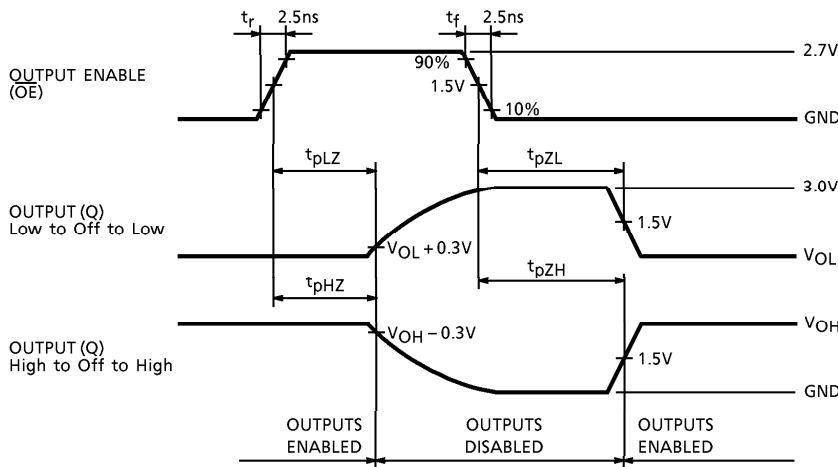 tr 2.5ns tf 2.5ns
2.7V
90%
OUTPUT ENABLE
(O̅E̅)
1.5V
10%
GND
tpLZ tpZL
3.0V
OUTPUT (Q)
Low to Off to Low
1.5V
VOL + 0.3V
VOL
tpHZ tpZH
VOH
VOH − 0.3V
OUTPUT (Q)
High to Off to High
1.5V
GND
OUTPUTS OUTPUTS OUTPUTS
ENABLED DISABLED ENABLED